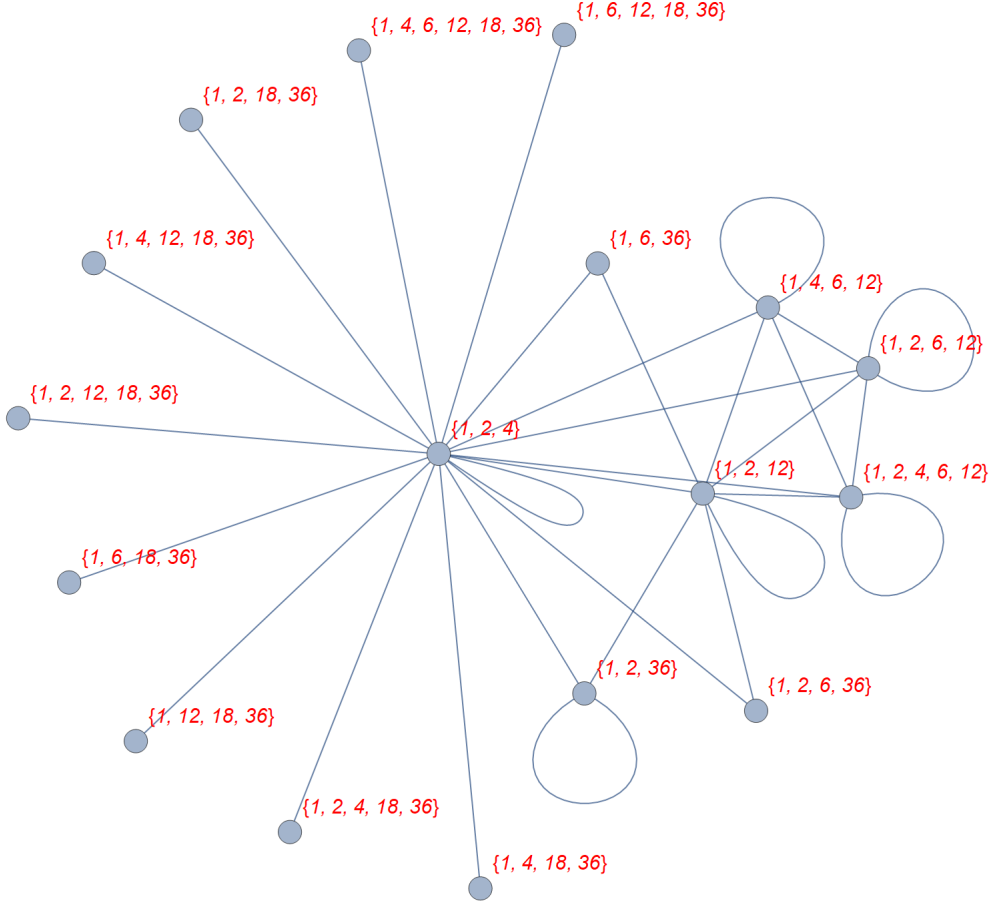 {1, 6, 12, 18, 36}
{1, 4, 6, 12, 18, 36}
{1, 2, 18, 36}
{1, 4, 12, 18, 36}
{1, 6, 36}
{1, 4, 6, 12}
{1, 2, 6, 12}
{1, 2, 12, 18, 36}
{1, 2, 4}
{1, 2, 12}
{1, 2, 4, 6, 12}
{1, 6, 18, 36}
{1, 2, 36}
{1, 2, 6, 36}
{1, 12, 18, 36}
{1, 2, 4, 18, 36}
{1, 4, 18, 36}